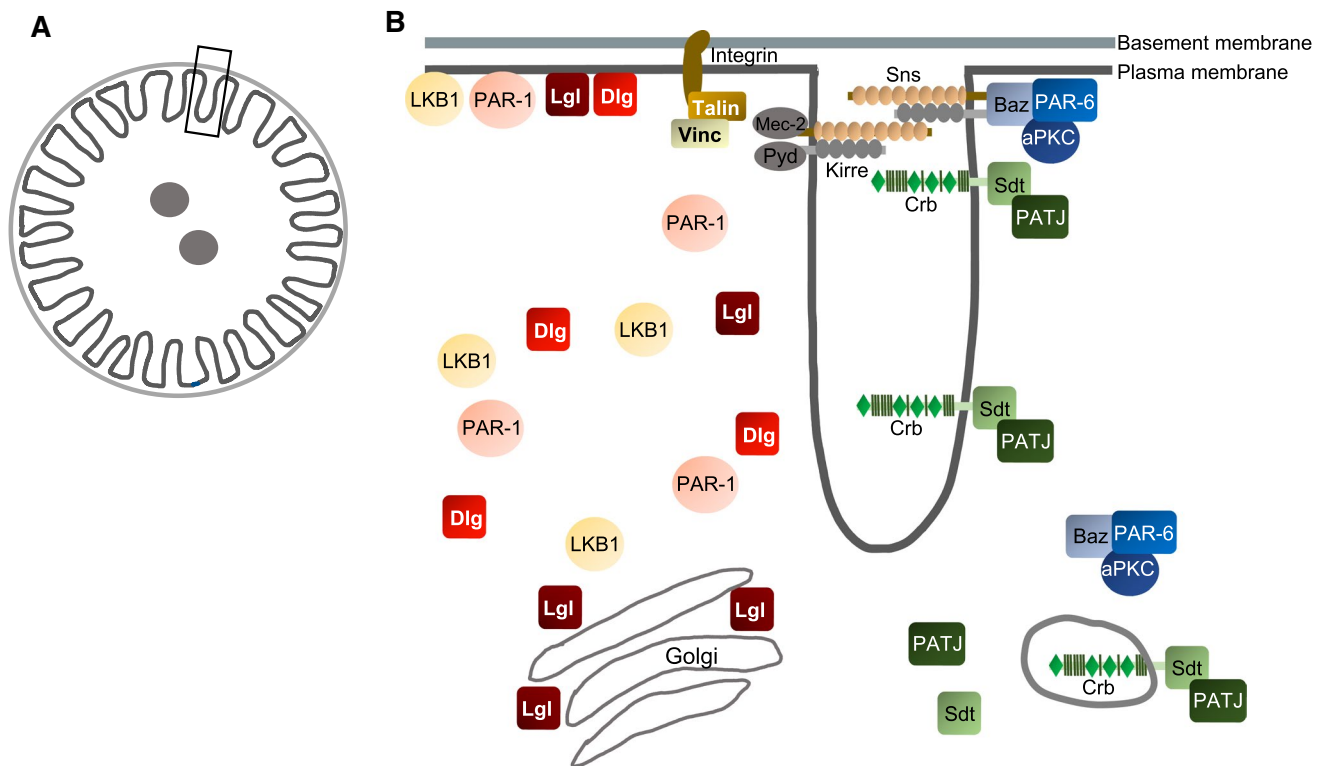 A
B
Basement membrane
Integrin
Plasma membrane
Sns
LKB1
PAR-1
Lgl
Dlg
Talin
Vinc
Mec-2
Pyd
Kirre
Baz
PAR-6
aPKC
Crb
Sdt
PATJ
PAR-1
Lgl
Dlg
LKB1
LKB1
PAR-1
Crb
Sdt
PATJ
Dlg
PAR-1
Dlg
LKB1
Baz
PAR-6
aPKC
Lgl
Lgl
Golgi
PATJ
Crb
Sdt
PATJ
Lgl
Sdt